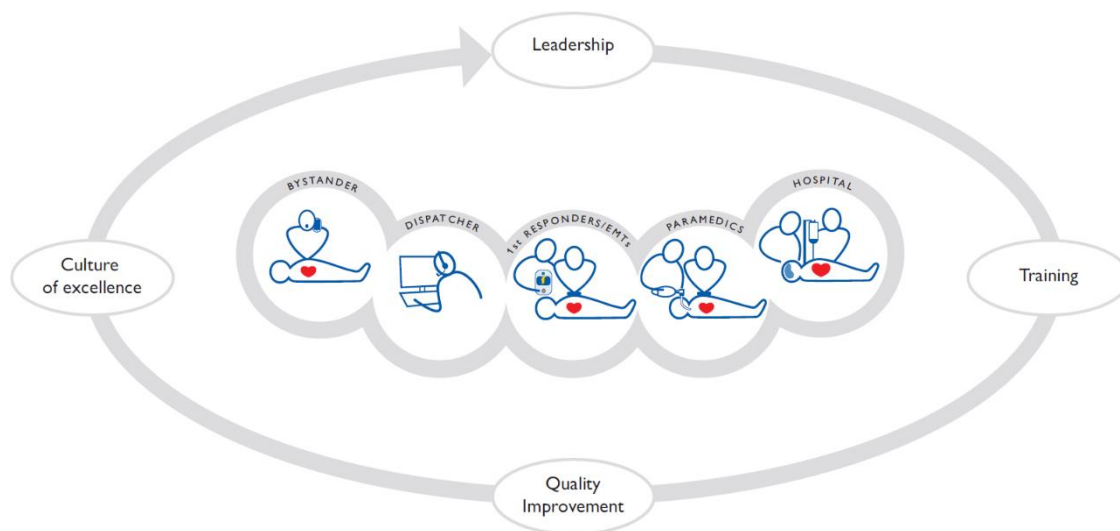 Leadership
BYSTANDER
DISPATCHER
1st RESPONDERS/EMTs
PARAMEDICS
HOSPITAL
Culture
of excellence
Training
Quality
Improvement